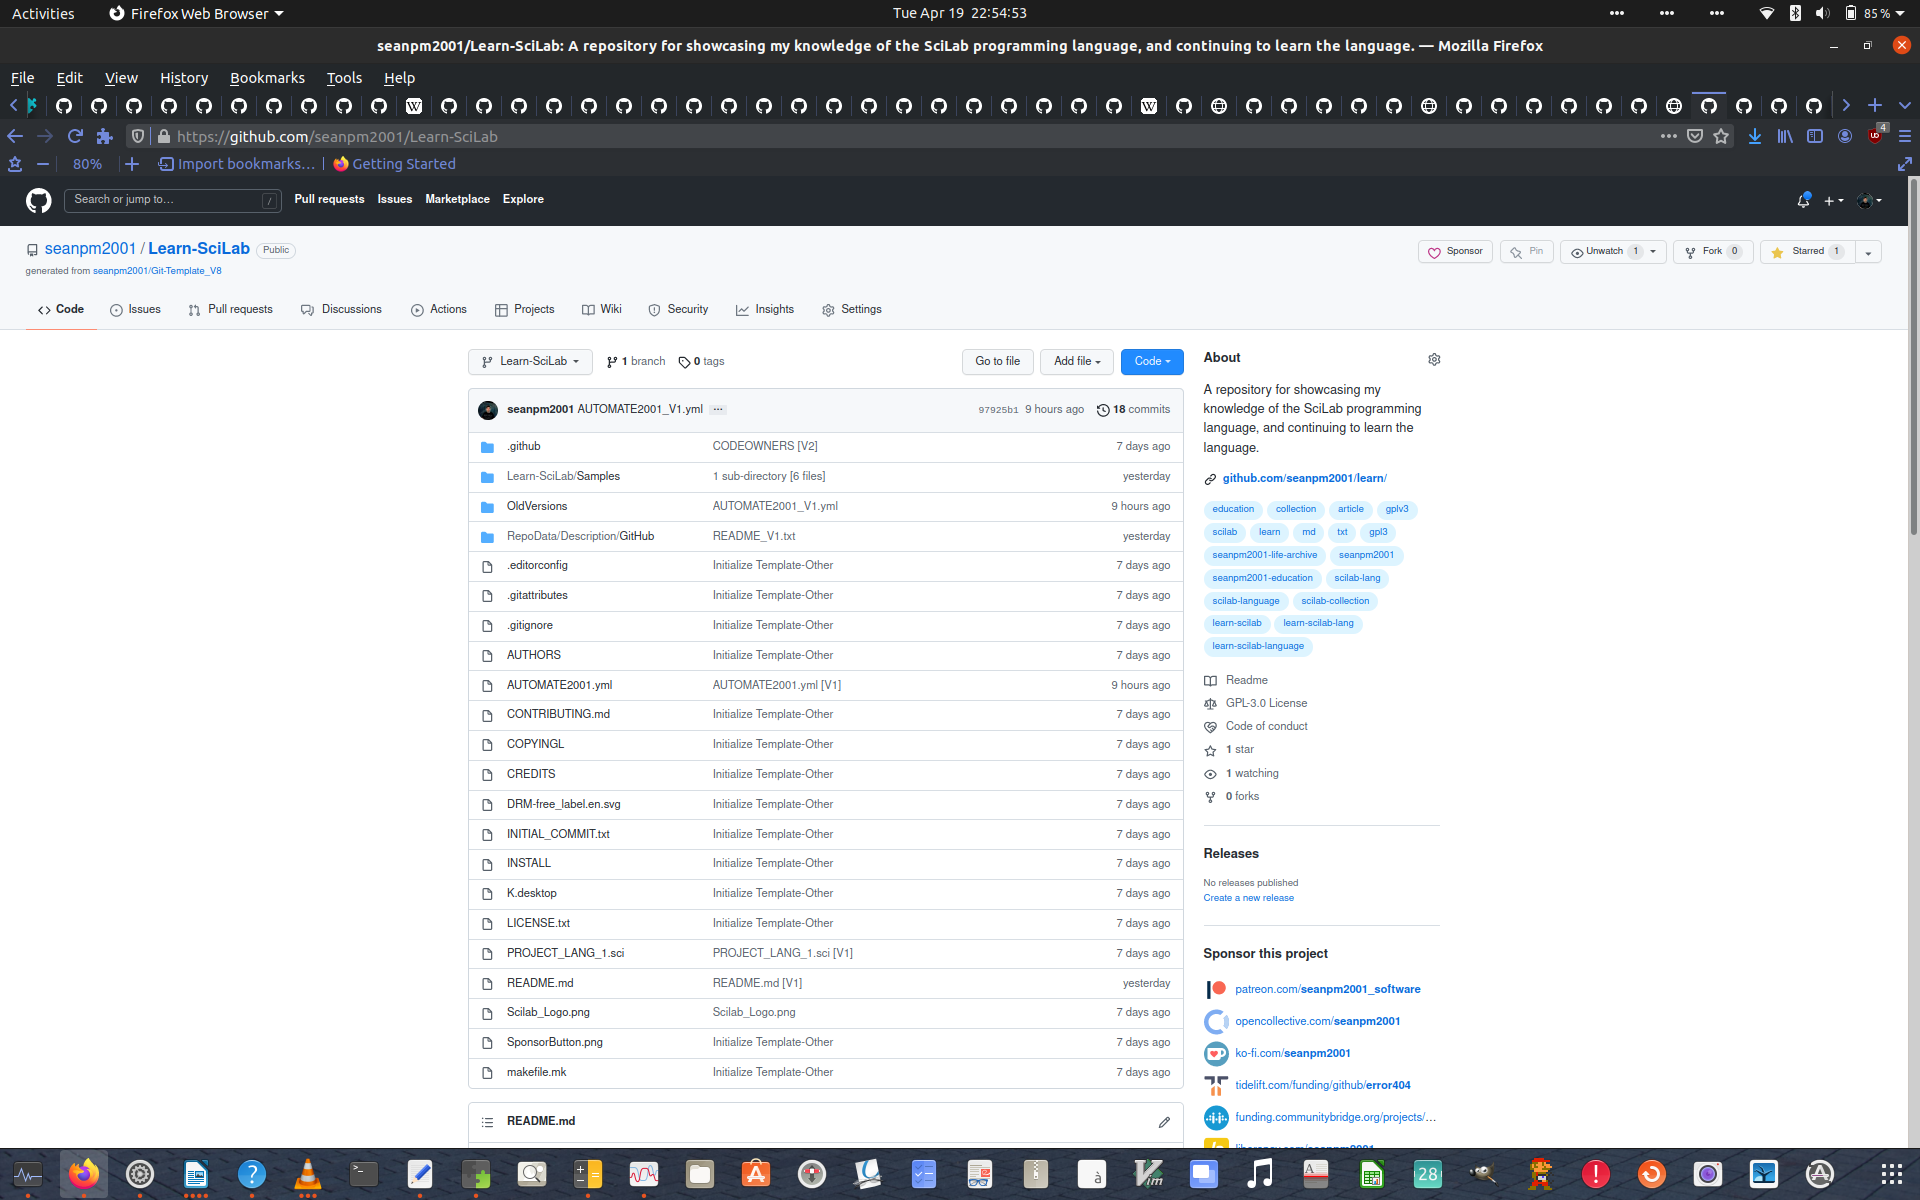 Activities
Firefox Web Browser
Tue Apr 19 22:54:53
85 %
seanpm2001/Learn-SciLab: A repository for showcasing my knowledge of the SciLab programming language, and continuing to learn the language. — Mozilla Firefox
File Edit View History Bookmarks Tools Help
https://github.com/seanpm2001/Learn-SciLab
4
80%
Import bookmarks...
Getting Started
Search or jump to...
/
Pull requests Issues Marketplace Explore
seanpm2001 / Learn-SciLab
Public
generated from seanpm2001/Git-Template_V8
Sponsor
Pin
Unwatch 1
Fork 0
Starred 1
Code
Issues
Pull requests
Discussions
Actions
Projects
Wiki
Security
Insights
Settings
Learn-SciLab
1 branch
0 tags
Go to file
Add file
Code
seanpm2001 AUTOMATE2001_V1.yml ...
97925b1 9 hours ago
18 commits
.github CODEOWNERS [V2] 7 days ago
Learn-SciLab/Samples 1 sub-directory [6 files] yesterday
OldVersions AUTOMATE2001_V1.yml 9 hours ago
RepoData/Description/GitHub README_V1.txt yesterday
.editorconfig Initialize Template-Other 7 days ago
.gitattributes Initialize Template-Other 7 days ago
.gitignore Initialize Template-Other 7 days ago
AUTHORS Initialize Template-Other 7 days ago
AUTOMATE2001.yml AUTOMATE2001.yml [V1] 9 hours ago
CONTRIBUTING.md Initialize Template-Other 7 days ago
COPYINGL Initialize Template-Other 7 days ago
CREDITS Initialize Template-Other 7 days ago
DRM-free_label.en.svg Initialize Template-Other 7 days ago
INITIAL_COMMIT.txt Initialize Template-Other 7 days ago
INSTALL Initialize Template-Other 7 days ago
K.desktop Initialize Template-Other 7 days ago
LICENSE.txt Initialize Template-Other 7 days ago
PROJECT_LANG_1.sci PROJECT_LANG_1.sci [V1] 7 days ago
README.md README.md [V1] yesterday
Scilab_Logo.png Scilab_Logo.png 7 days ago
SponsorButton.png Initialize Template-Other 7 days ago
makefile.mk Initialize Template-Other 7 days ago
README.md
About
A repository for showcasing my
knowledge of the SciLab programming
language, and continuing to learn the
language.
github.com/seanpm2001/learn/
education collection article gplv3
scilab learn md txt gpl3
seanpm2001-life-archive seanpm2001
seanpm2001-education scilab-lang
scilab-language scilab-collection
learn-scilab learn-scilab-lang
learn-scilab-language
Readme
GPL-3.0 License
Code of conduct
1 star
1 watching
0 forks
Releases
No releases published
Create a new release
Sponsor this project
patreon.com/seanpm2001_software
opencollective.com/seanpm2001
ko-fi.com/seanpm2001
tidelift.com/funding/github/error404
funding.communitybridge.org/projects/...
liberapay.com/seanpm2001
28